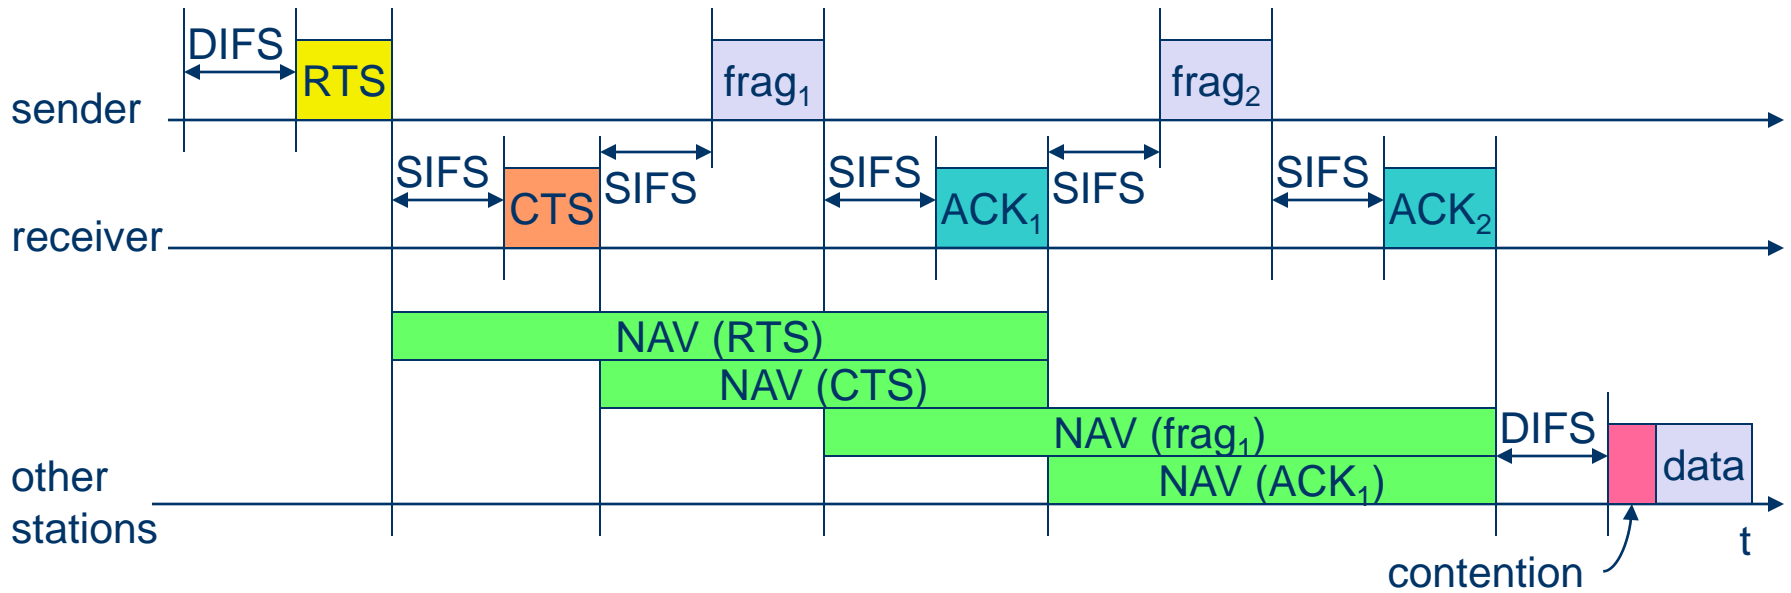 DIFS
RTS
frag₁
frag₂
sender
SIFS
CTS
SIFS
SIFS
ACK₁
SIFS
SIFS
ACK₂
receiver
NAV (RTS)
NAV (CTS)
NAV (frag₁)
DIFS
NAV (ACK₁)
data
other
stations
t
contention